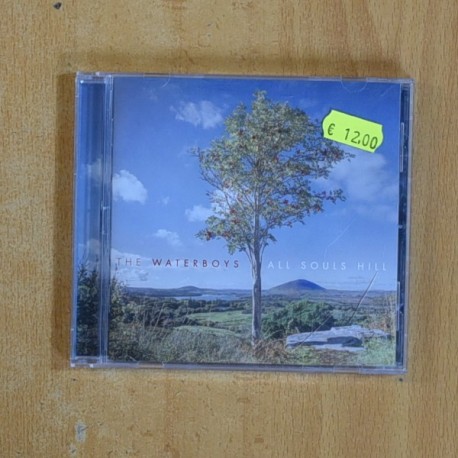 € 12,00
THE WATERBOYS ALL SOULS HILL